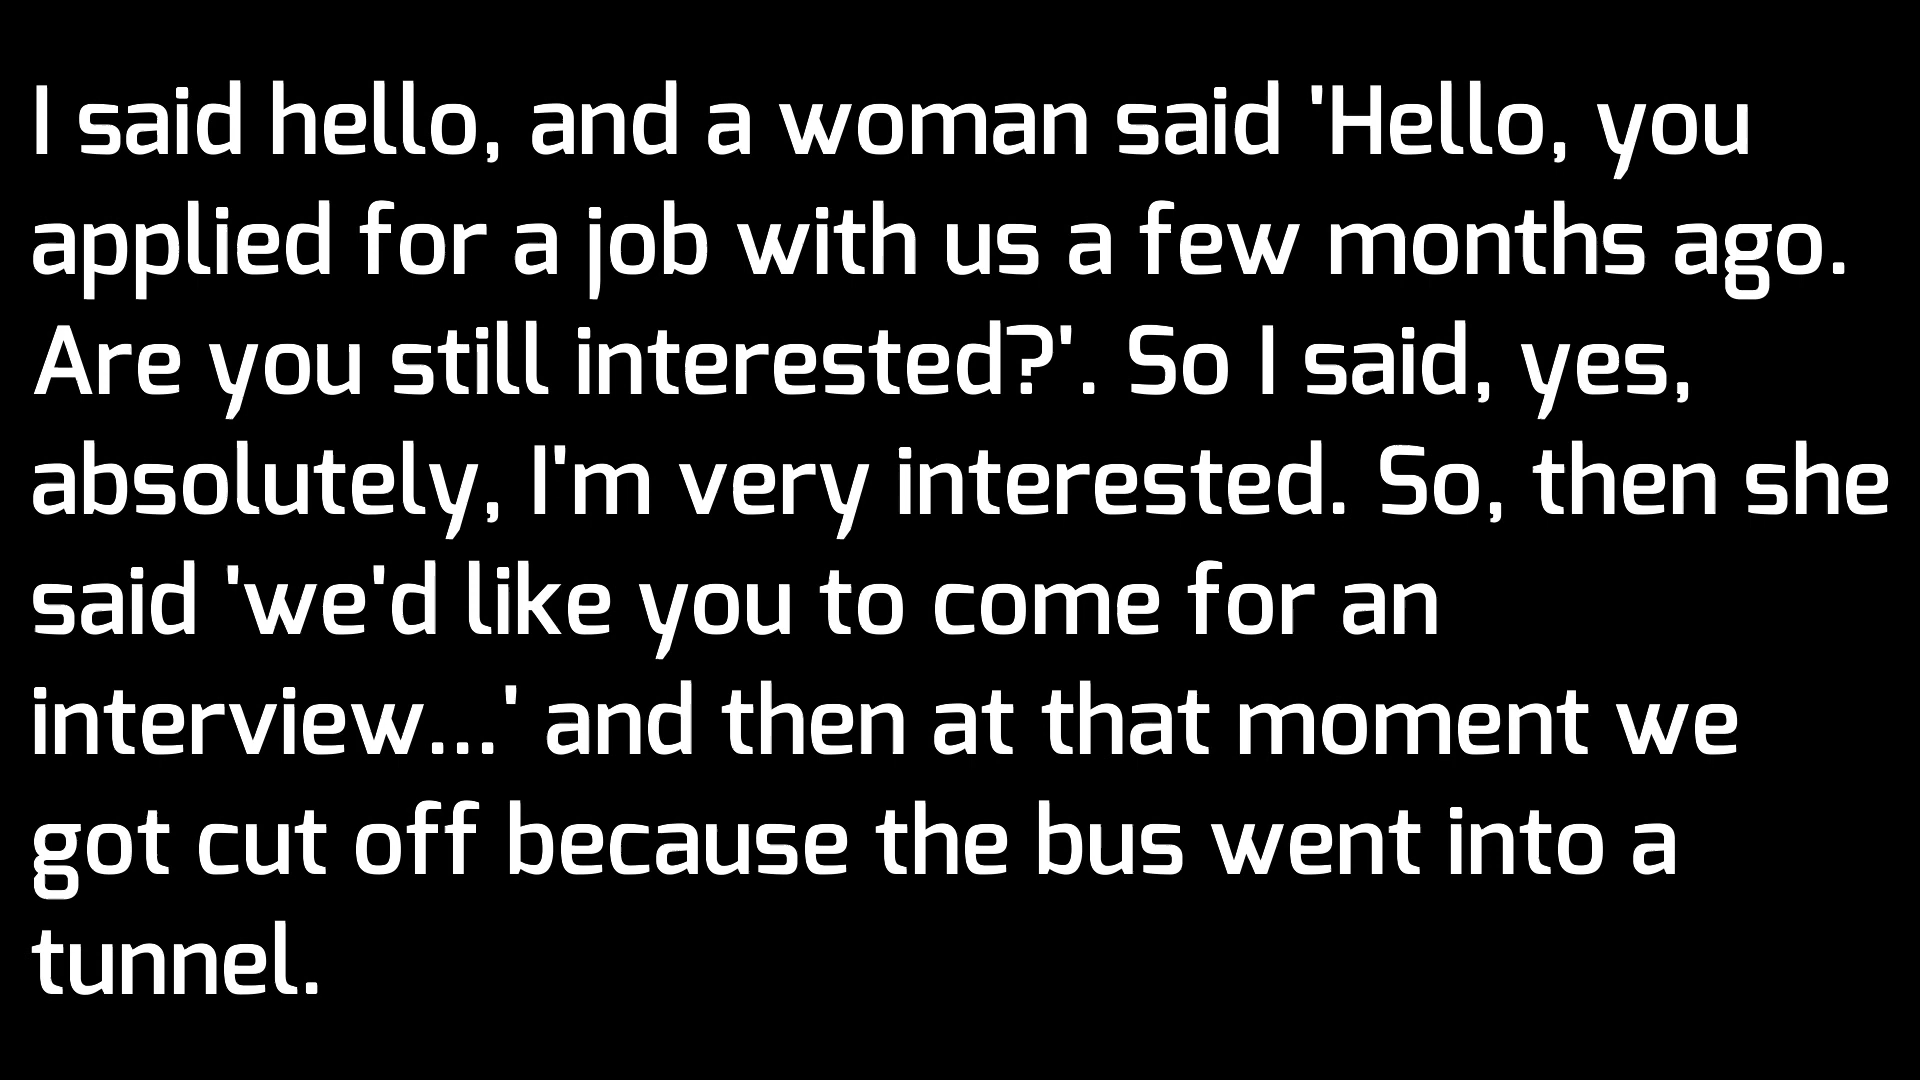 I said hello, and a woman said 'Hello, you
applied for a job with us a few months ago.
Are you still interested?'. So I said, yes,
absolutely, I'm very interested. So, then she
said 'we'd like you to come for an
interview...' and then at that moment we
got cut off because the bus went into a
tunnel.